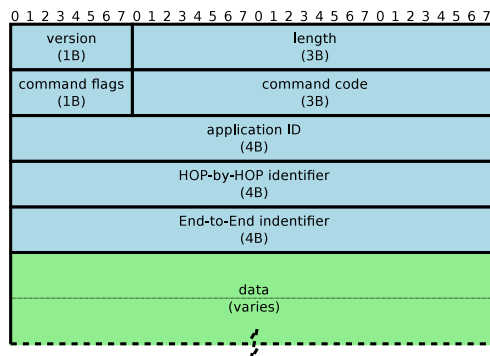 0 1 2 3 4 5 6 7 0 1 2 3 4 5 6 7 0 1 2 3 4 5 6 7 0 1 2 3 4 5 6 7
version length
(1B) (3B)
command flags command code
(1B) (3B)
application ID
(4B)
HOP-by-HOP identifier
(4B)
End-to-End indentifier
(4B)
data
(varies)